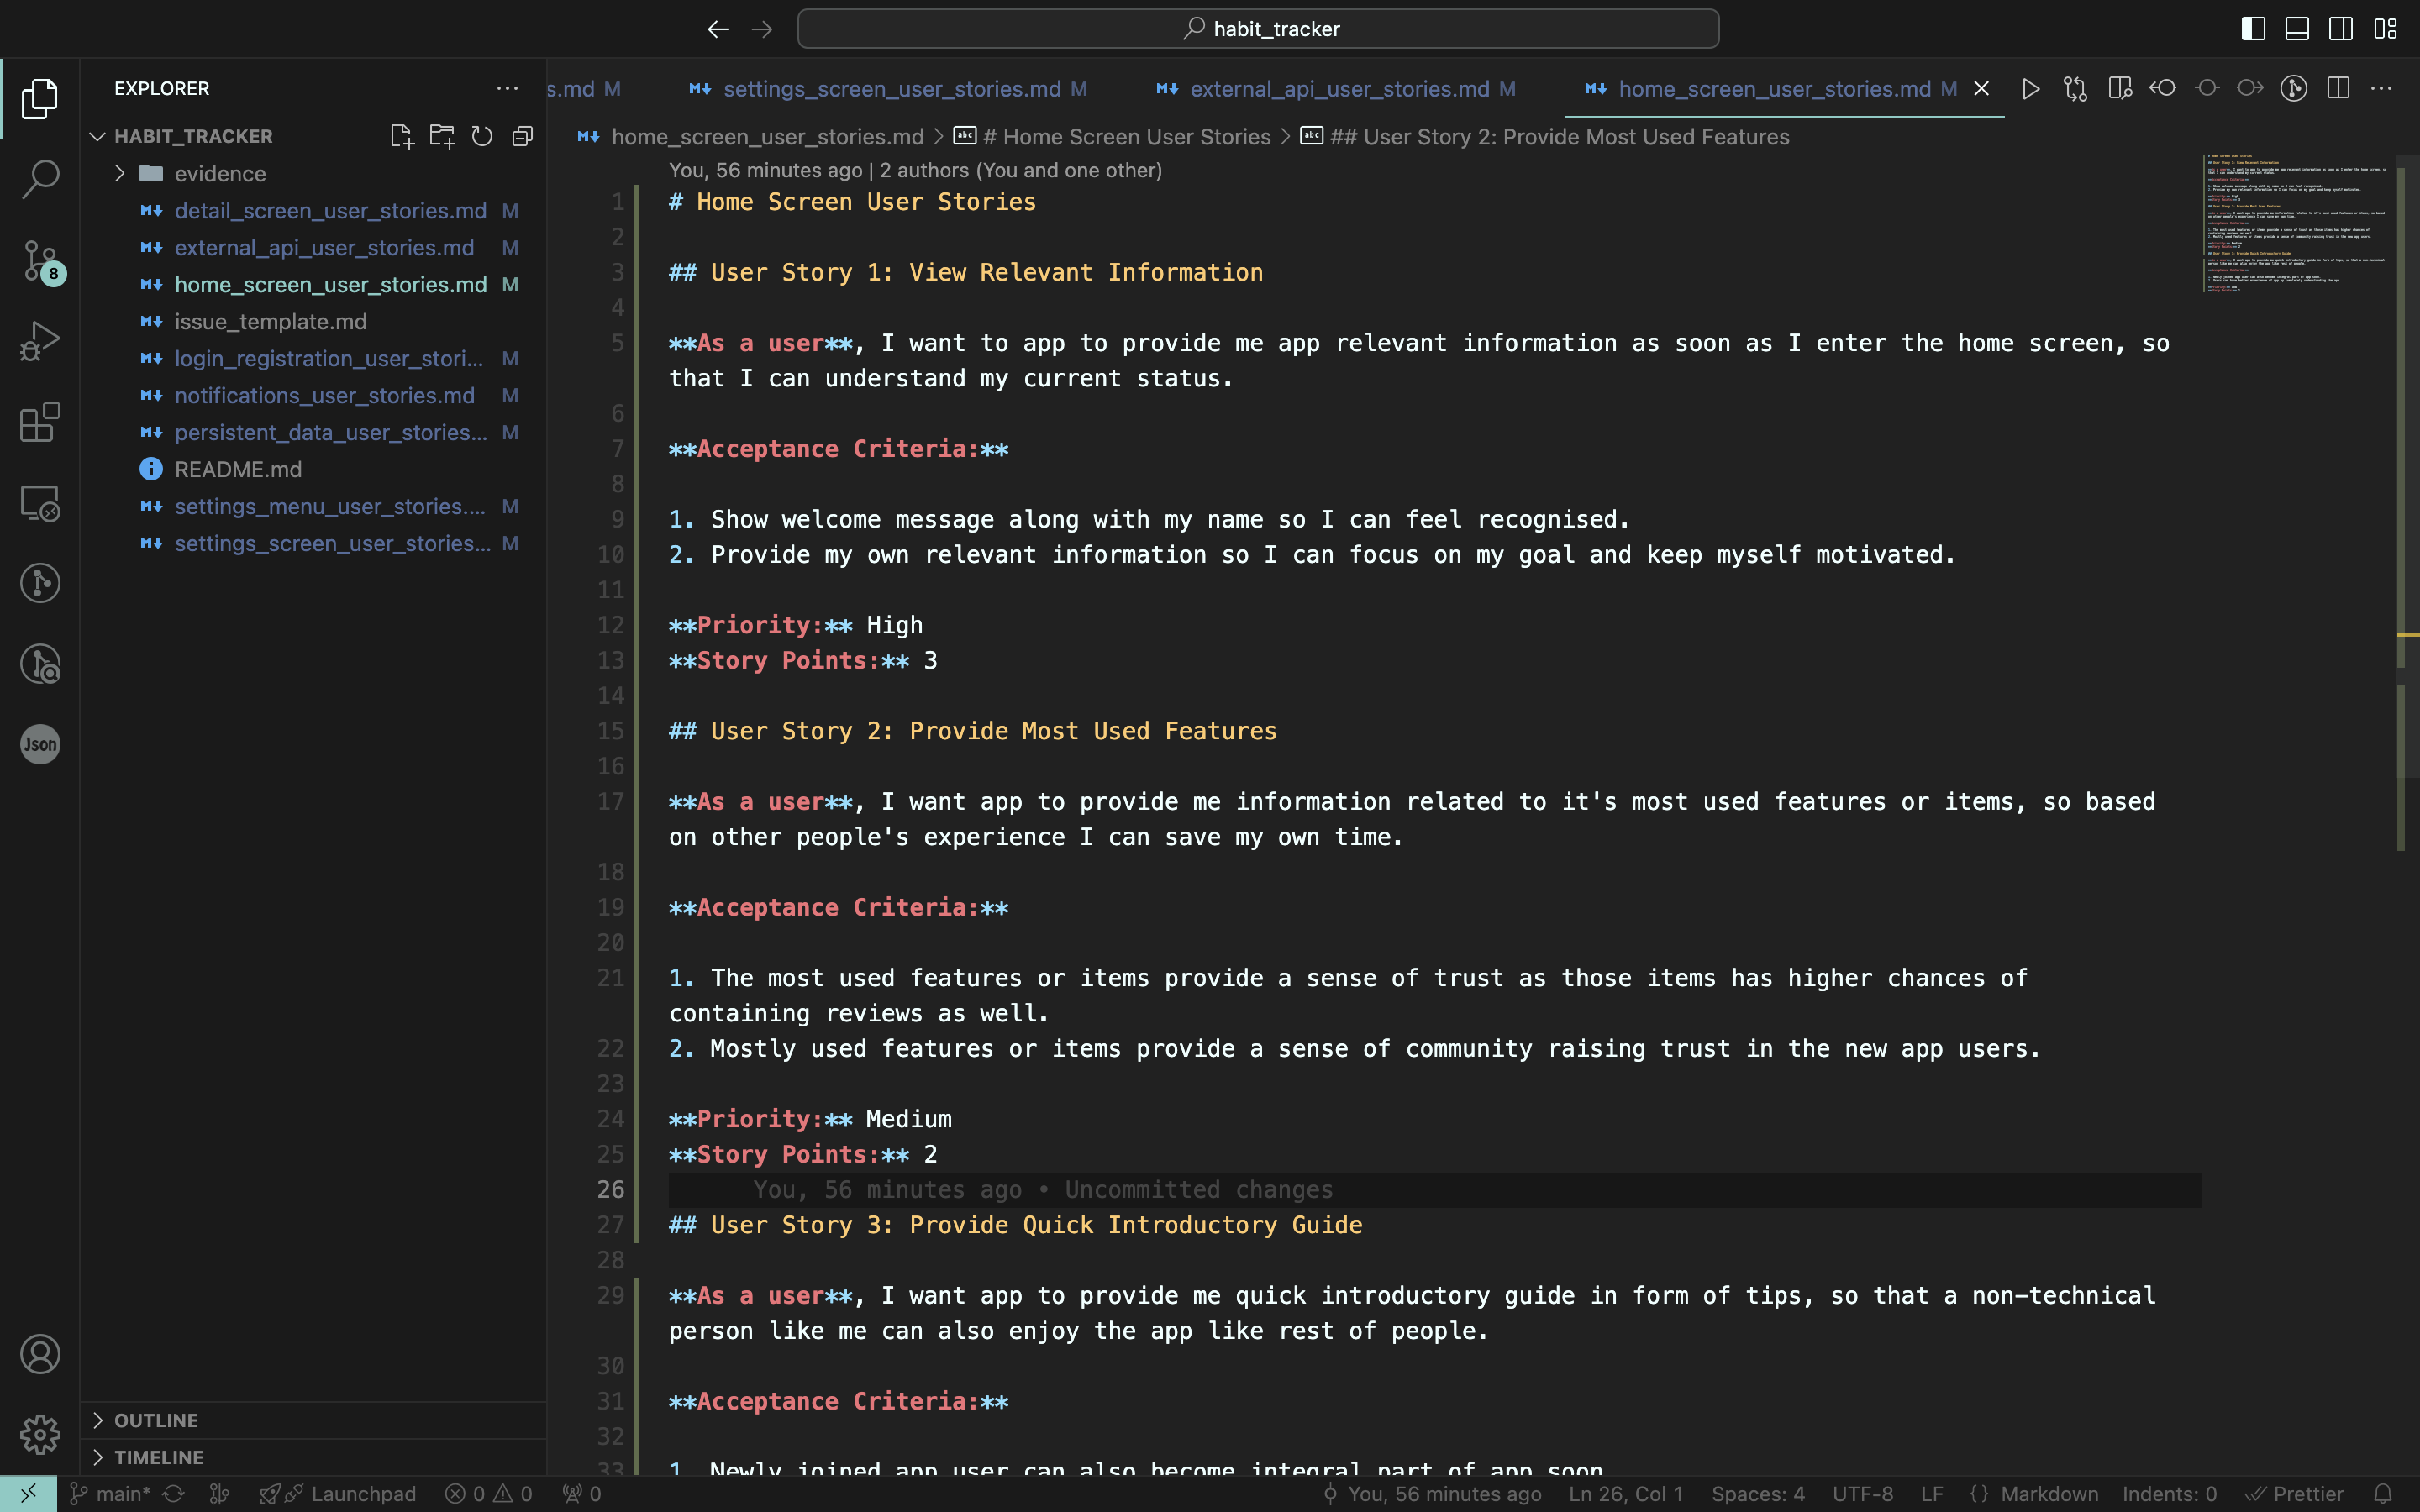 habit_tracker
EXPLORER
s.md M
settings_screen_user_stories.md M
external_api_user_stories.md M
home_screen_user_stories.md M
HABIT_TRACKER
evidence
detail_screen_user_stories.md M
external_api_user_stories.md M
home_screen_user_stories.md M
issue_template.md
login_registration_user_stori... M
notifications_user_stories.md M
persistent_data_user_stories... M
README.md
settings_menu_user_stories.... M
settings_screen_user_stories... M
8
Json
OUTLINE
TIMELINE
home_screen_user_stories.md > # Home Screen User Stories > ## User Story 2: Provide Most Used Features
You, 56 minutes ago | 2 authors (You and one other)
1 # Home Screen User Stories
2
3 ## User Story 1: View Relevant Information
4
5 **As a user**, I want to app to provide me app relevant information as soon as I enter the home screen, so
that I can understand my current status.
6
7 **Acceptance Criteria:**
8
9 1. Show welcome message along with my name so I can feel recognised.
10 2. Provide my own relevant information so I can focus on my goal and keep myself motivated.
11
12 **Priority:** High
13 **Story Points:** 3
14
15 ## User Story 2: Provide Most Used Features
16
17 **As a user**, I want app to provide me information related to it's most used features or items, so based
on other people's experience I can save my own time.
18
19 **Acceptance Criteria:**
20
21 1. The most used features or items provide a sense of trust as those items has higher chances of
containing reviews as well.
22 2. Mostly used features or items provide a sense of community raising trust in the new app users.
23
24 **Priority:** Medium
25 **Story Points:** 2
26 You, 56 minutes ago • Uncommitted changes
27 ## User Story 3: Provide Quick Introductory Guide
28
29 **As a user**, I want app to provide me quick introductory guide in form of tips, so that a non-technical
person like me can also enjoy the app like rest of people.
30
31 **Acceptance Criteria:**
32
33 1. Newly joined app user can also become integral part of app soon
main* Launchpad 0 0 0 You, 56 minutes ago Ln 26, Col 1 Spaces: 4 UTF-8 LF {} Markdown Indents: 0 Prettier